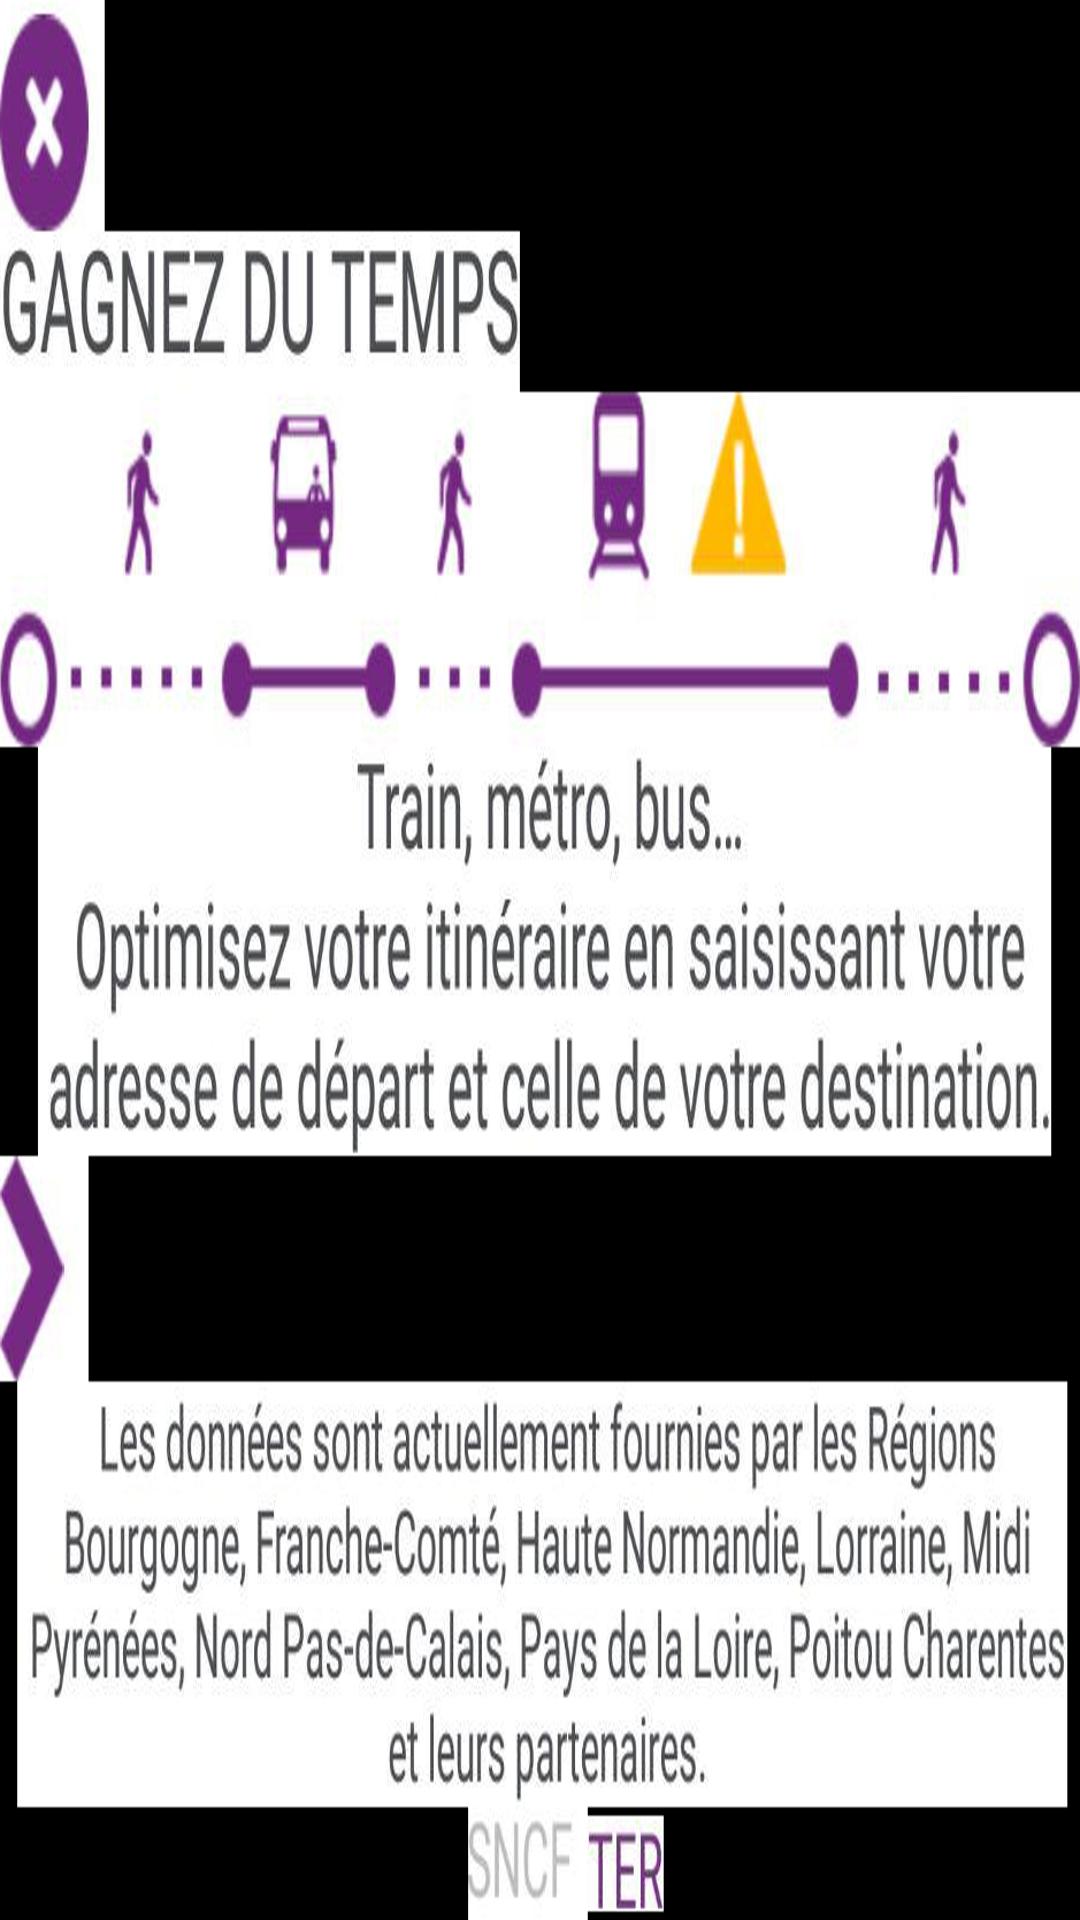 GAGNEZ DU TEMPS
Train, métro, bus...
Optimisez votre itinéraire en saisissant votre
adresse de départ et celle de votre destination.
Les données sont actuellement fournies par les Régions
Bourgogne, Franche-Comté, Haute Normandie, Lorraine, Midi
Pyrénées, Nord Pas-de-Calais, Pays de la Loire, Poitou Charentes
et leurs partenaires.
SNCF TER